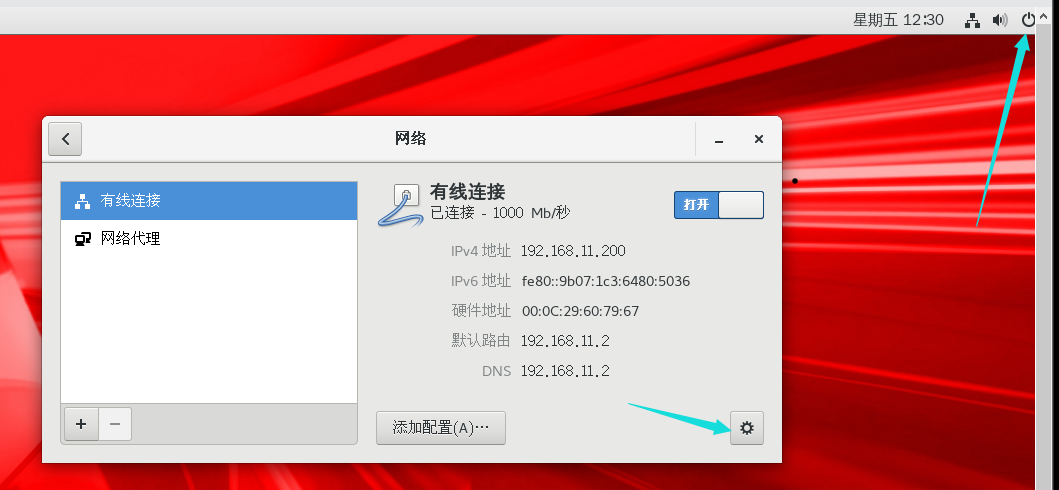 星期五 12:30
网络
有线连接
网络代理
有线连接
已连接 - 1000 Mb/秒
打开
IPv4 地址 192.168.11.200
IPv6 地址 fe80::9b07:1c3:6480:5036
硬件地址 00:0C:29:60:79:67
默认路由 192.168.11.2
DNS 192.168.11.2
添加配置(A)…